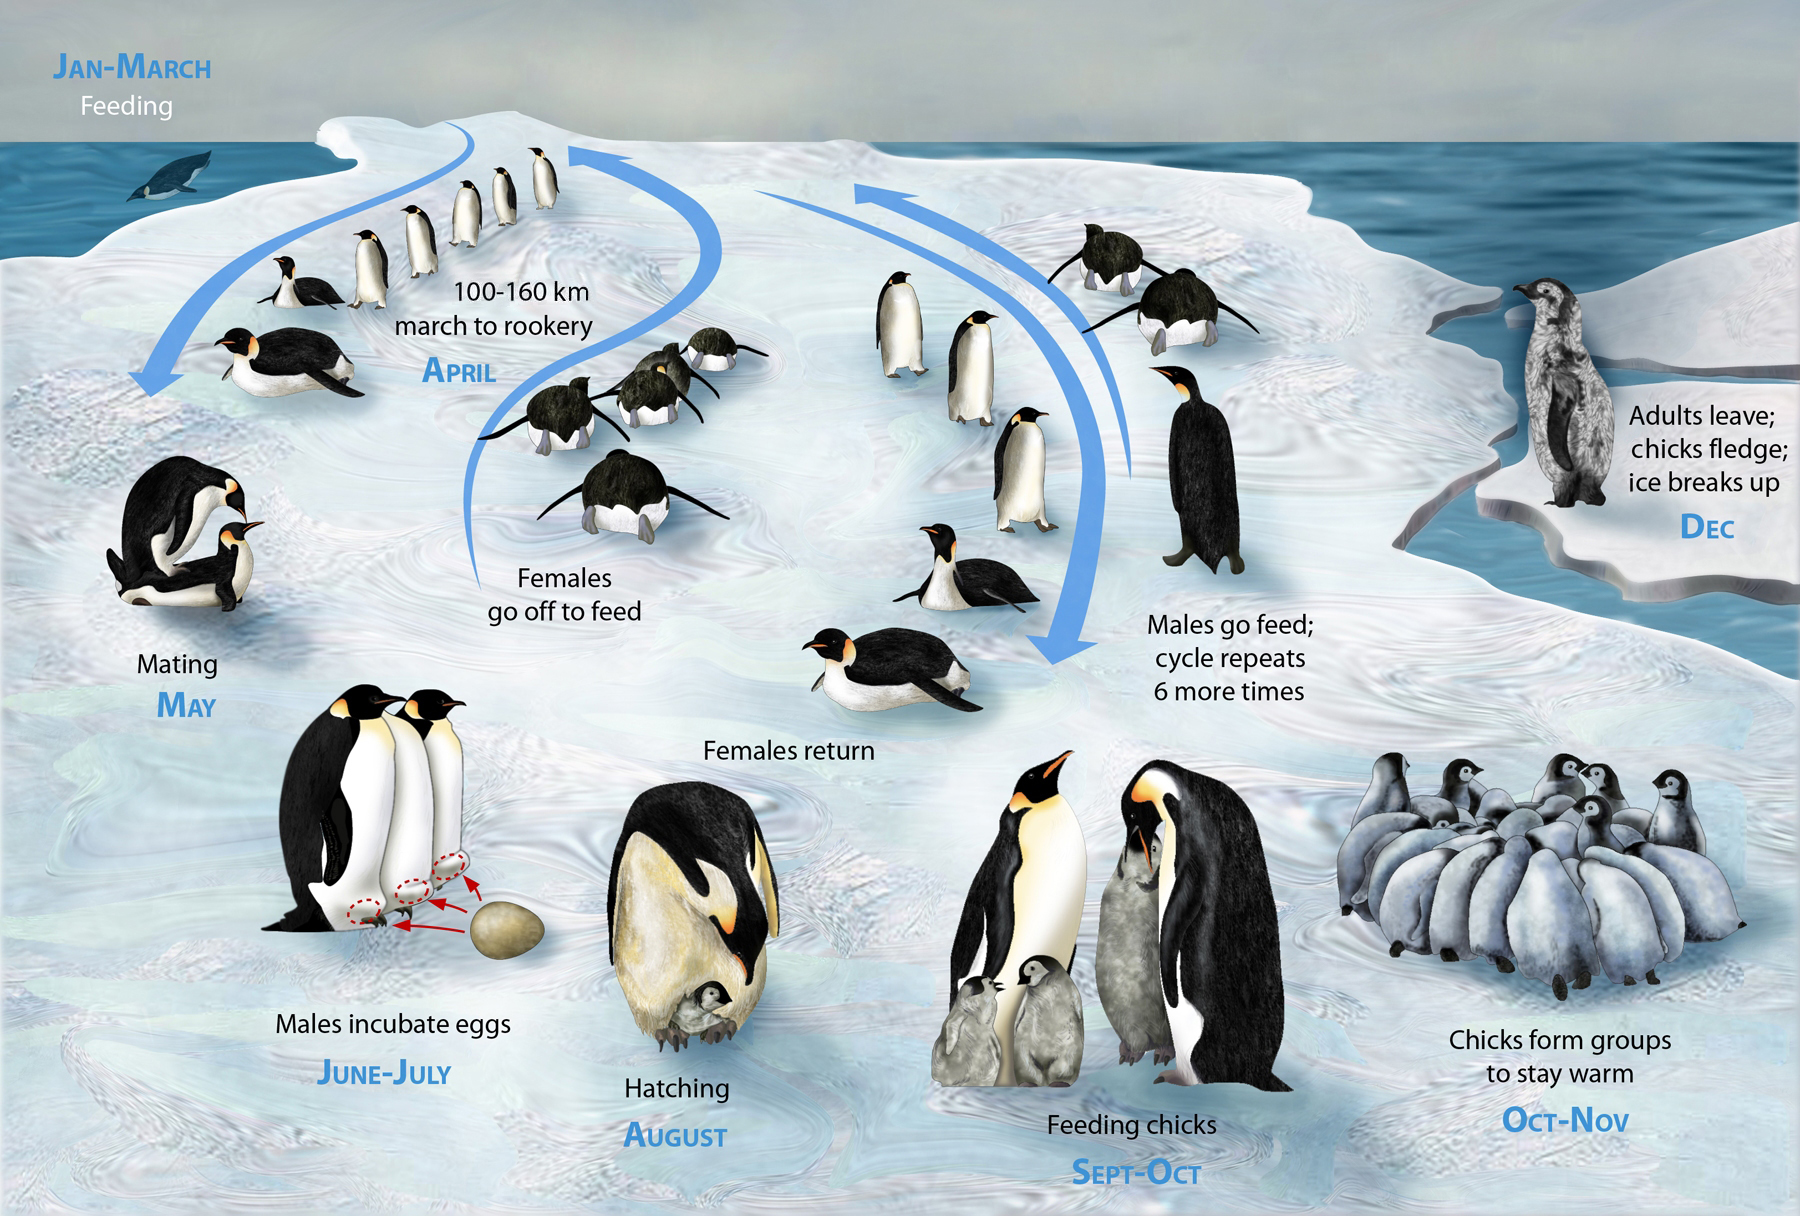 JAN-MARCH
Feeding
100-160 km
march to rookery
APRIL
Mating
MAY
Females
go off to feed
Males incubate eggs
JUNE-JULY
Hatching
AUGUST
Females return
Males go feed;
cycle repeats
6 more times
Feeding chicks
SEPT-OCT
Chicks form groups
to stay warm
OCT-NOV
Adults leave;
chicks fledge;
ice breaks up
DEC